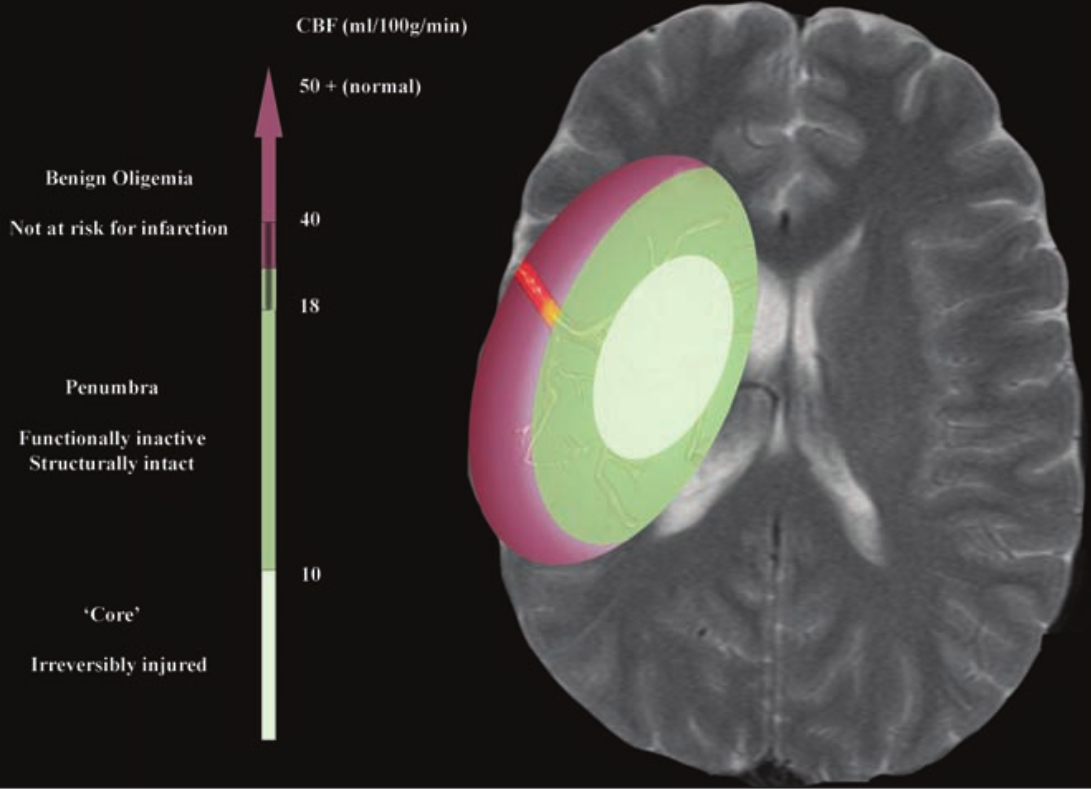 CBF (ml/100g/min)
50 + (normal)
Benign Oligemia
Not at risk for infarction
40
18
Penumbra
Functionally inactive
Structurally intact
10
‘Core’
Irreversibly injured